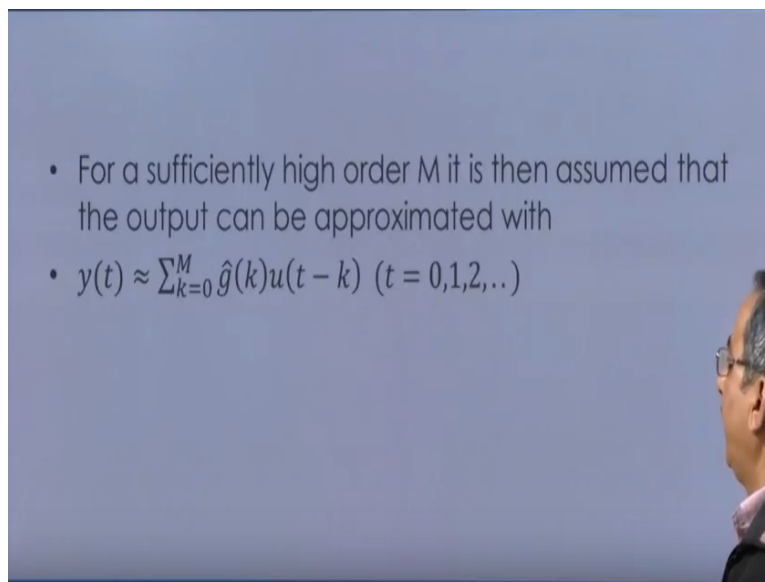 • For a sufficiently high order M it is then assumed that
the output can be approximated with
• y(t) ≈ ∑ᴹₖ₌₀ ĝ(k)u(t − k) (t = 0,1,2,..)